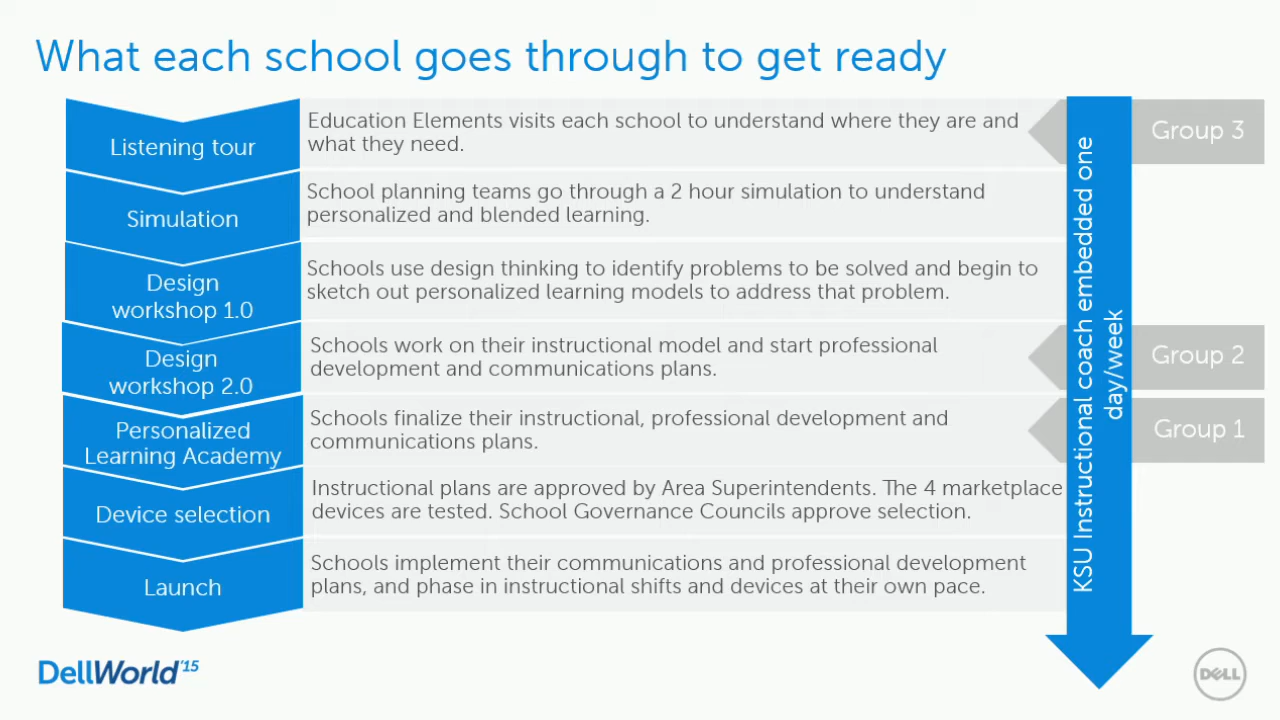 What each school goes through to get ready
Listening tour
Education Elements visits each school to understand where they are and
what they need.
Group 3
Simulation
School planning teams go through a 2 hour simulation to understand
personalized and blended learning.
Design
workshop 1.0
Schools use design thinking to identify problems to be solved and begin to
sketch out personalized learning models to address that problem.
Design
workshop 2.0
Schools work on their instructional model and start professional
development and communications plans.
Group 2
Personalized
Learning Academy
Schools finalize their instructional, professional development and
communications plans.
Group 1
Device selection
Instructional plans are approved by Area Superintendents. The 4 marketplace
devices are tested. School Governance Councils approve selection.
Launch
Schools implement their communications and professional development
plans, and phase in instructional shifts and devices at their own pace.
KSU Instructional coach embedded one
day/week
DellWorld'15
DELL